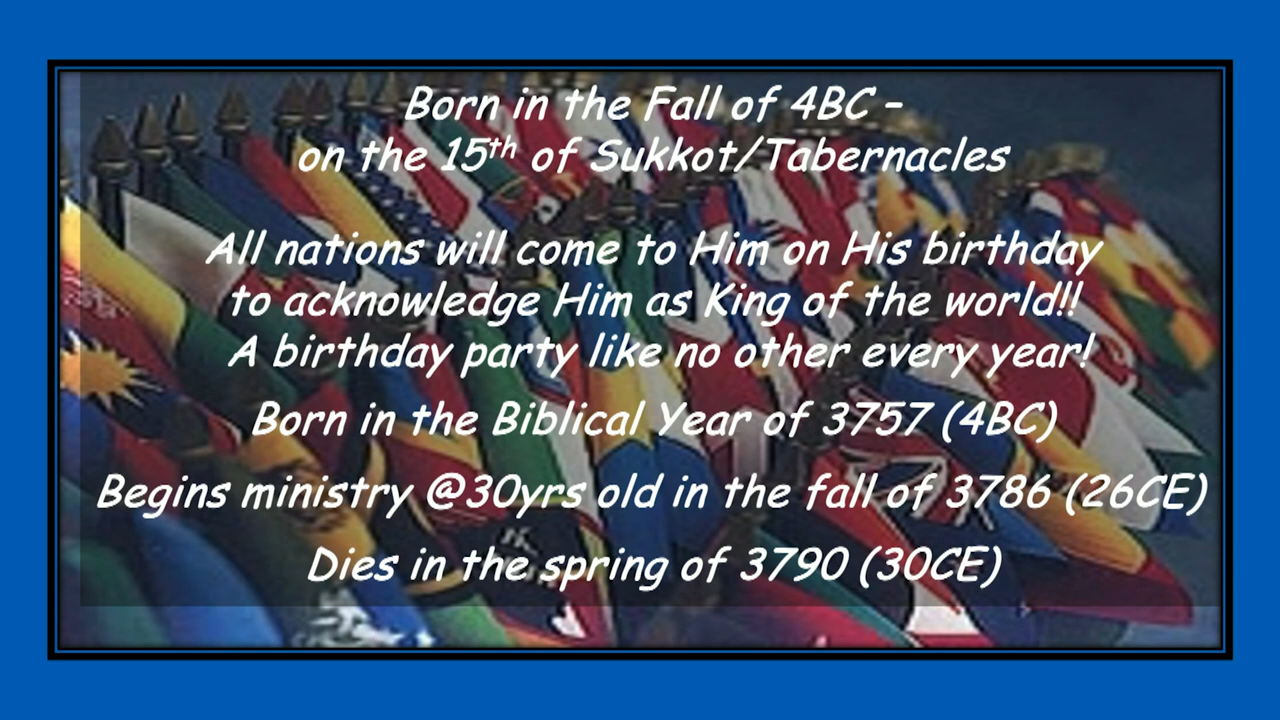 Born in the Fall of 4BC –
on the 15th of Sukkot/Tabernacles
All nations will come to Him on His birthday
to acknowledge Him as King of the world!!
A birthday party like no other every year!
Born in the Biblical Year of 3757 (4BC)
Begins ministry @30yrs old in the fall of 3786 (26CE)
Dies in the spring of 3790 (30CE)